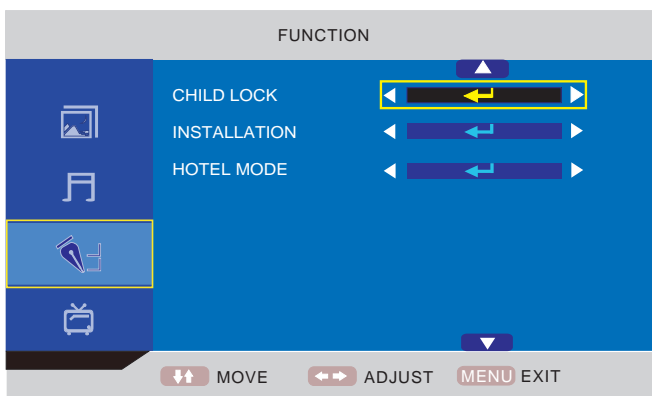 FUNCTION
CHILD LOCK
INSTALLATION
HOTEL MODE
MOVE ADJUST MENU EXIT